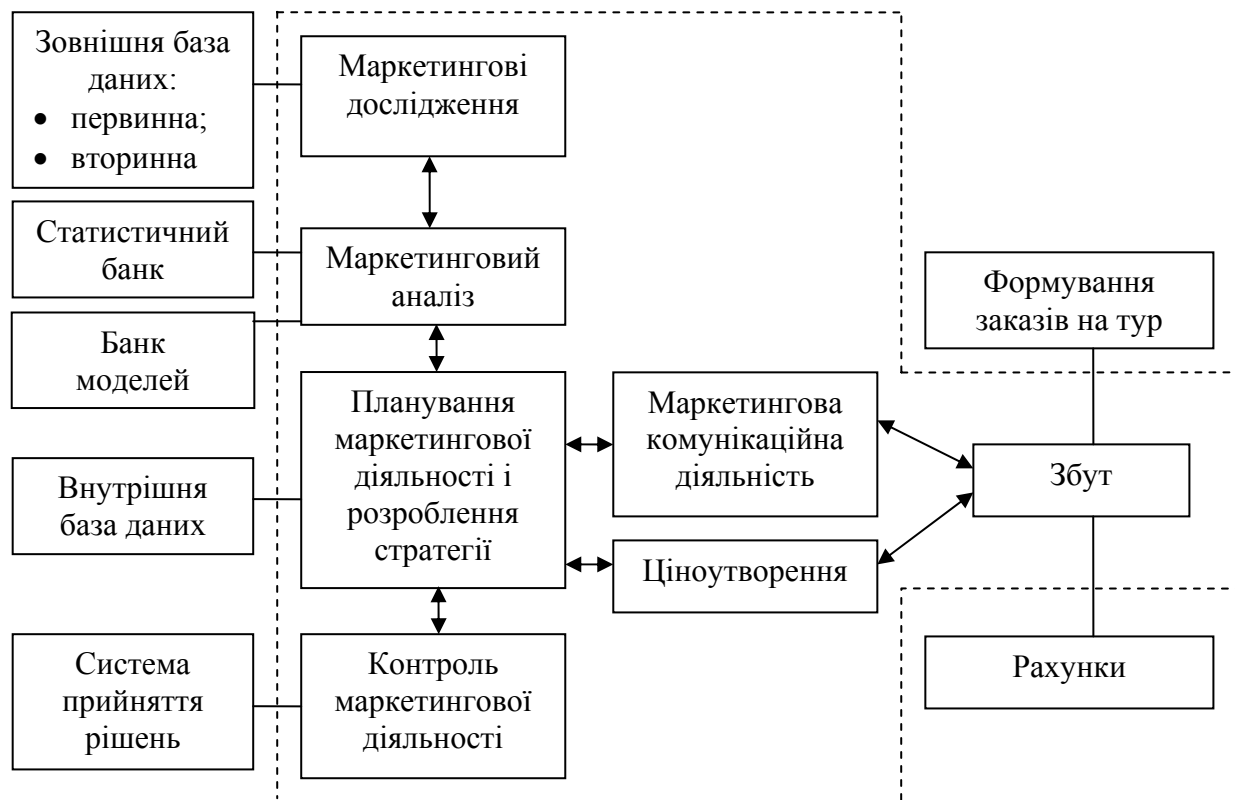 Зовнішня база
даних:
• первинна;
• вторинна
Маркетингові
дослідження
Статистичний
банк
Маркетинговий
аналіз
Формування
заказів на тур
Банк
моделей
Планування
маркетингової
діяльності і
розроблення
стратегії
Маркетингова
комунікаційна
діяльність
Внутрішня
база даних
Збут
Ціноутворення
Система
прийняття
рішень
Контроль
маркетингової
діяльності
Рахунки